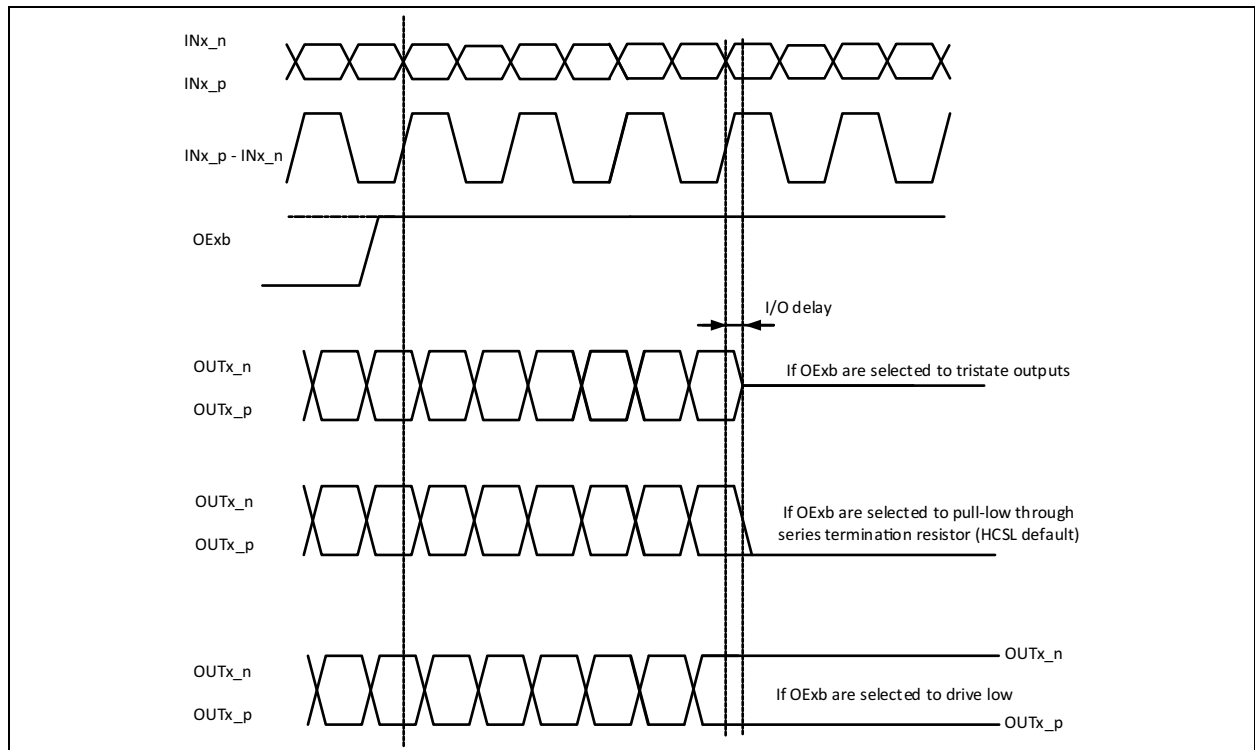 INx_n
INx_p
INx_p - INx_n
OExb
I/O delay
OUTx_n
If OExb are selected to tristate outputs
OUTx_p
OUTx_n
If OExb are selected to pull-low through
series termination resistor (HCSL default)
OUTx_p
OUTx_n
OUTx_n
If OExb are selected to drive low
OUTx_p
OUTx_p